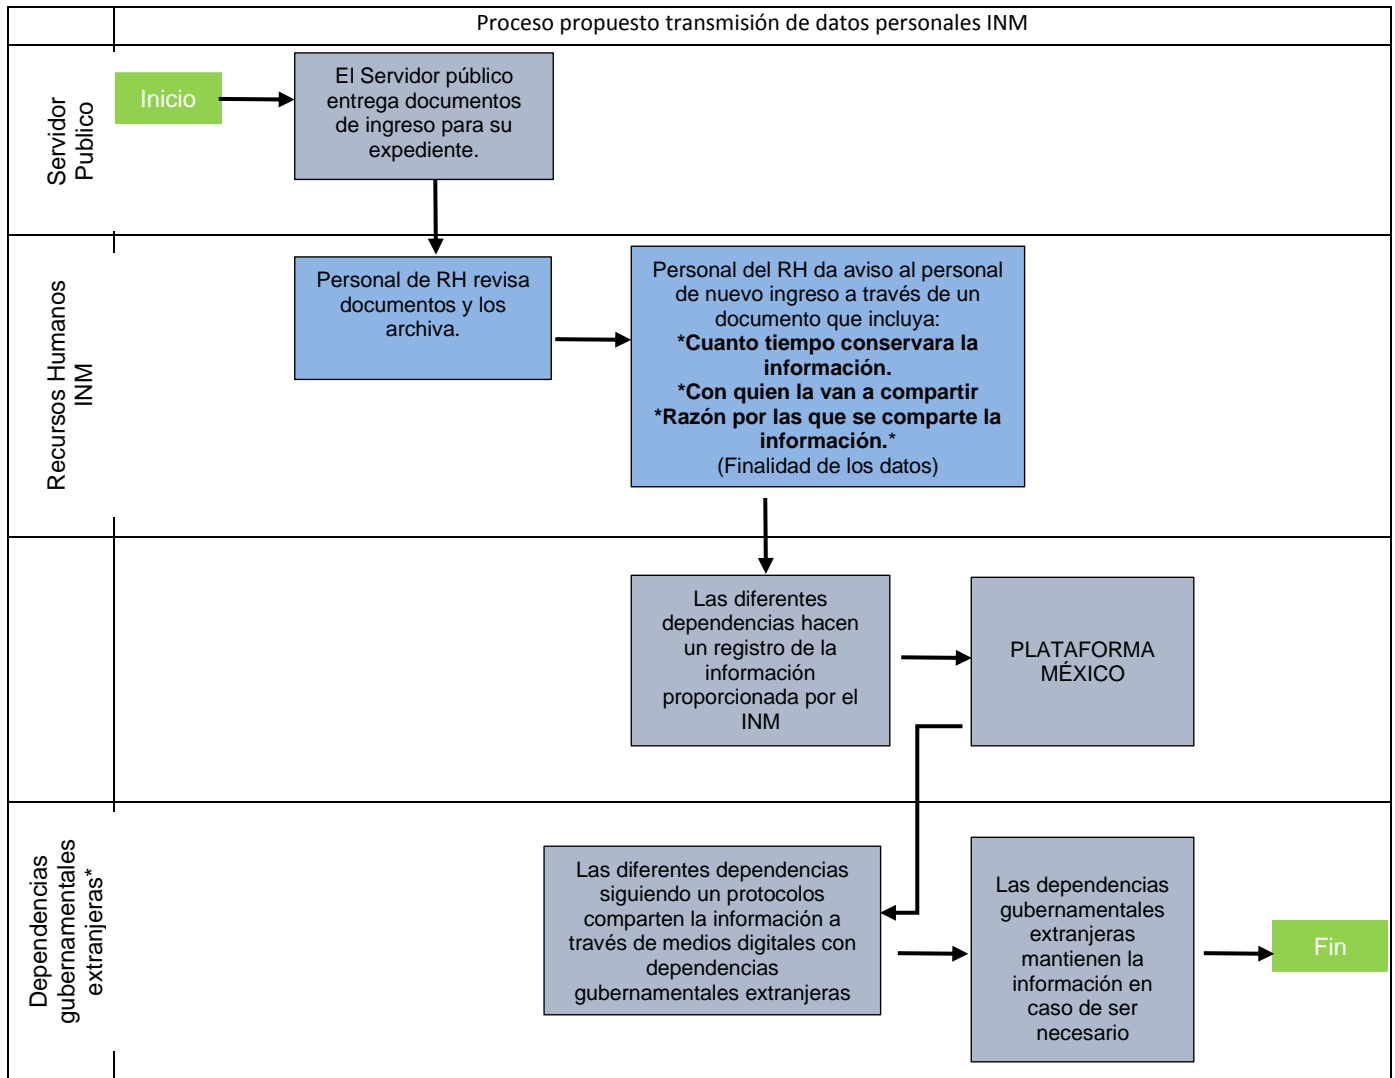 Proceso propuesto transmisión de datos personales INM
Servidor
Publico
Inicio
El Servidor público
entrega documentos
de ingreso para su
expediente.
Recursos Humanos
INM
Personal de RH revisa
documentos y los
archiva.
Personal del RH da aviso al personal
de nuevo ingreso a través de un
documento que incluya:
*Cuanto tiempo conservara la
información.
*Con quien la van a compartir
*Razón por las que se comparte la
información.*
(Finalidad de los datos)
Las diferentes
dependencias hacen
un registro de la
información
proporcionada por el
INM
PLATAFORMA
MÉXICO
Dependencias
gubernamentales
extranjeras*
Las diferentes dependencias
siguiendo un protocolos
comparten la información a
través de medios digitales con
dependencias
gubernamentales extranjeras
Las dependencias
gubernamentales
extranjeras
mantienen la
información en
caso de ser
necesario
Fin